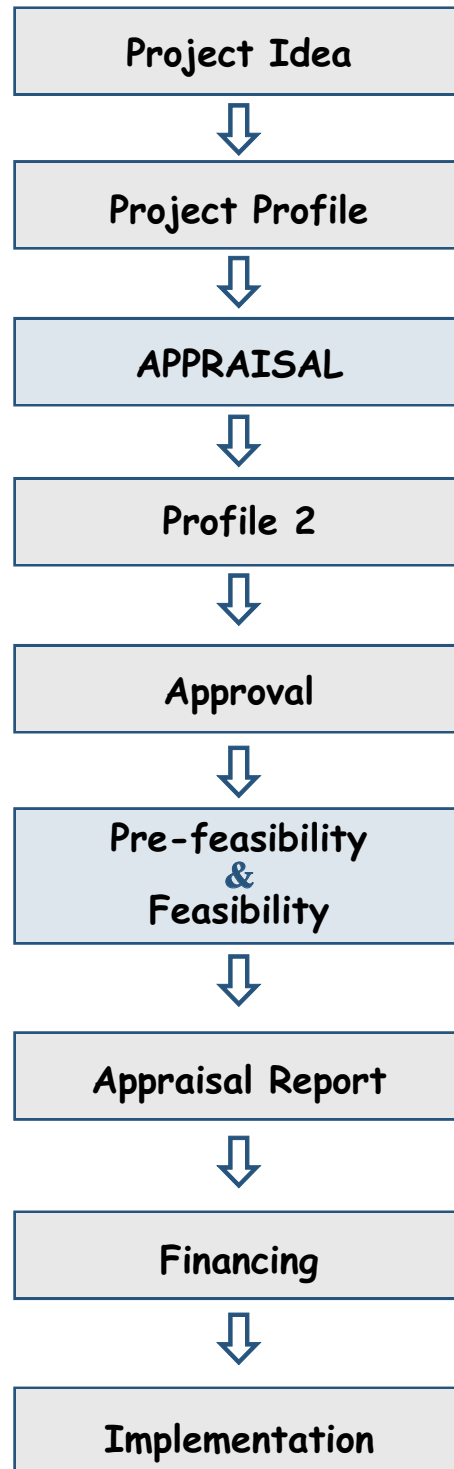 Project Idea
Project Profile
APPRAISAL
Profile 2
Approval
Pre-feasibility
&
Feasibility
Appraisal Report
Financing
Implementation